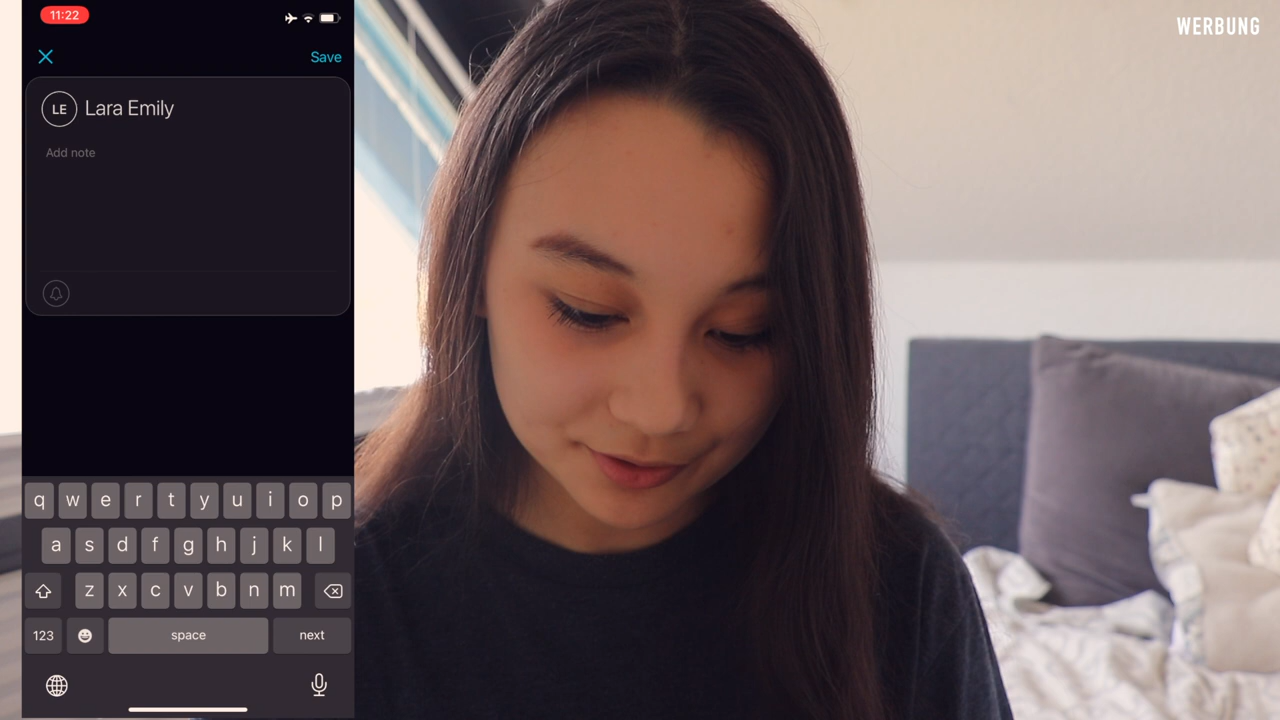 11:22
Save
LE Lara Emily
Add note
q w e r t y u i o p
a s d f g h j k l
z x c v b n m
123 space next
WERBUNG